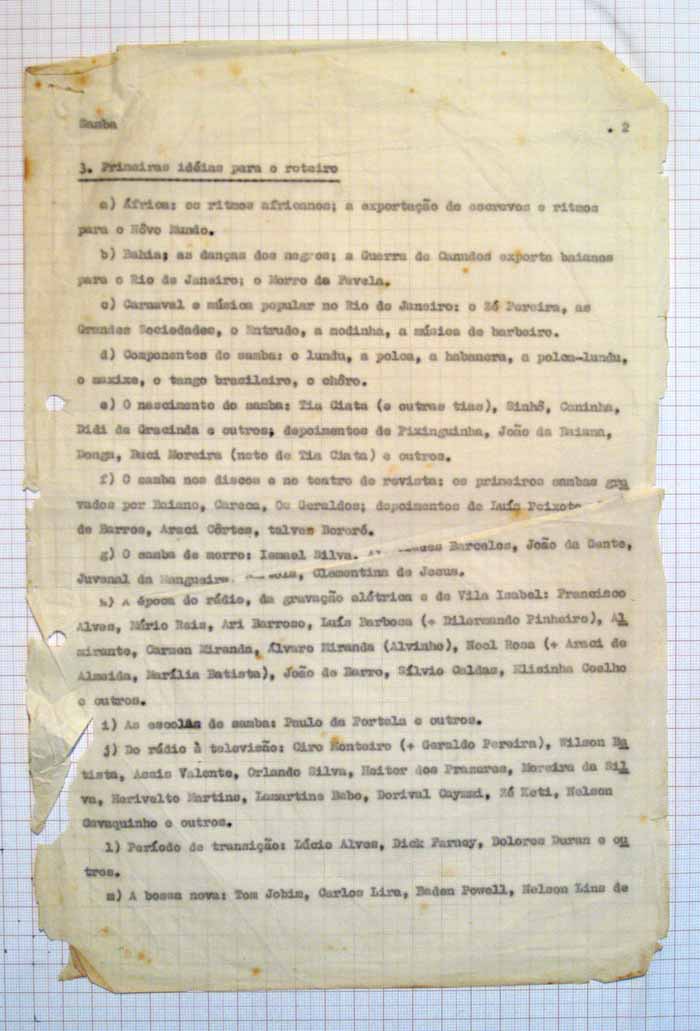 Samba . 2
3. Primeiras idéias para o roteiro
a) África: os ritmos africanos; a exportação de escravos e ritmos
para o Nôvo Mundo.
b) Bahia; as danças dos negros; a Guerra de Canudos exporta baianos
para o Rio de Janeiro; o Morro da Favela.
c) Carnaval e música popular no Rio de Janeiro: o Zé Pereira, as
Grandes Sociedades, o Entrudo, a modinha, a música de barbeiro.
d) Componentes do samba: o lundu, a polca, a habanera, a polca-lundu,
o maxixe, o tango brasileiro, o chôro.
e) O nascimento do samba: Tia Ciata (e outras tias), Sinhô, Caninha,
Didi da Gracinda e outros; depoimentos de Pixinguinha, João da Baiana,
Donga, Buci Moreira (neto de Tia Ciata) e outros.
f) O samba nos discos e no teatro de revista: os primeiros sambas gra
vados por Baiano, Careca, Os Geraldos; depoimentos de Luís Peixoto
de Barros, Araci Côrtes, talvez Bororó.
g) O samba de morro: Ismael Silva. Barcelos, João da Gente,
Juvenal da Mangueira. Clementina de Jesus.
h) A época do rádio, da gravação elétrica e de Vila Isabel: Francisco
Alves, Mário Reis, Ari Barroso, Luís Barbosa (+ Dilermando Pinheiro), Al
mirante, Carmen Miranda, Álvaro Miranda (Alvinho), Noel Rosa (+ Araci de
Almeida, Marília Batista), João de Barro, Sílvio Caldas, Elisinha Coelho
e outros.
i) As escolas de samba: Paulo da Portela e outros.
j) Do rádio à televisão: Ciro Monteiro (+ Geraldo Pereira), Wilson Ba
tista, Assis Valente, Orlando Silva, Heitor dos Prazeres, Moreira da Sil
va, Herivelto Martins, Lamartine Babo, Dorival Caymmi, Zé Keti, Nelson
Cavaquinho e outros.
l) Período de transição: Lúcio Alves, Dick Farney, Dolores Duran e ou
tros.
m) A bossa nova: Tom Jobim, Carlos Lira, Baden Powell, Nelson Lins de